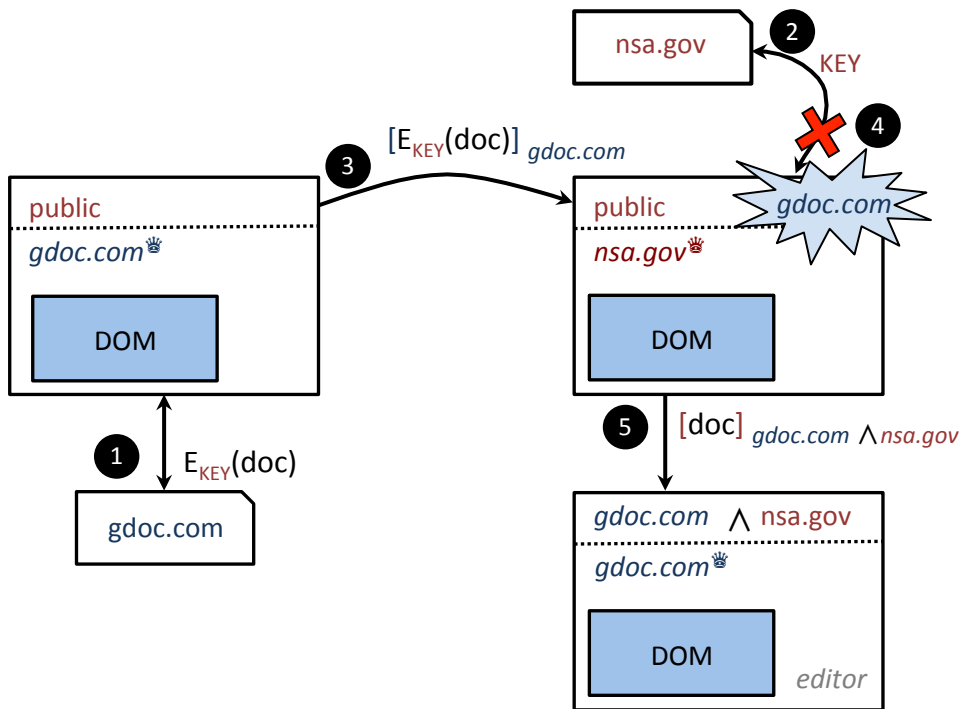 nsa.gov
2
KEY
4
3
[E_KEY(doc)] gdoc.com
public
gdoc.com♛
DOM
public
gdoc.com
nsa.gov♛
DOM
1
E_KEY(doc)
gdoc.com
5
[doc] gdoc.com ∧ nsa.gov
gdoc.com ∧ nsa.gov
gdoc.com♛
DOM
editor